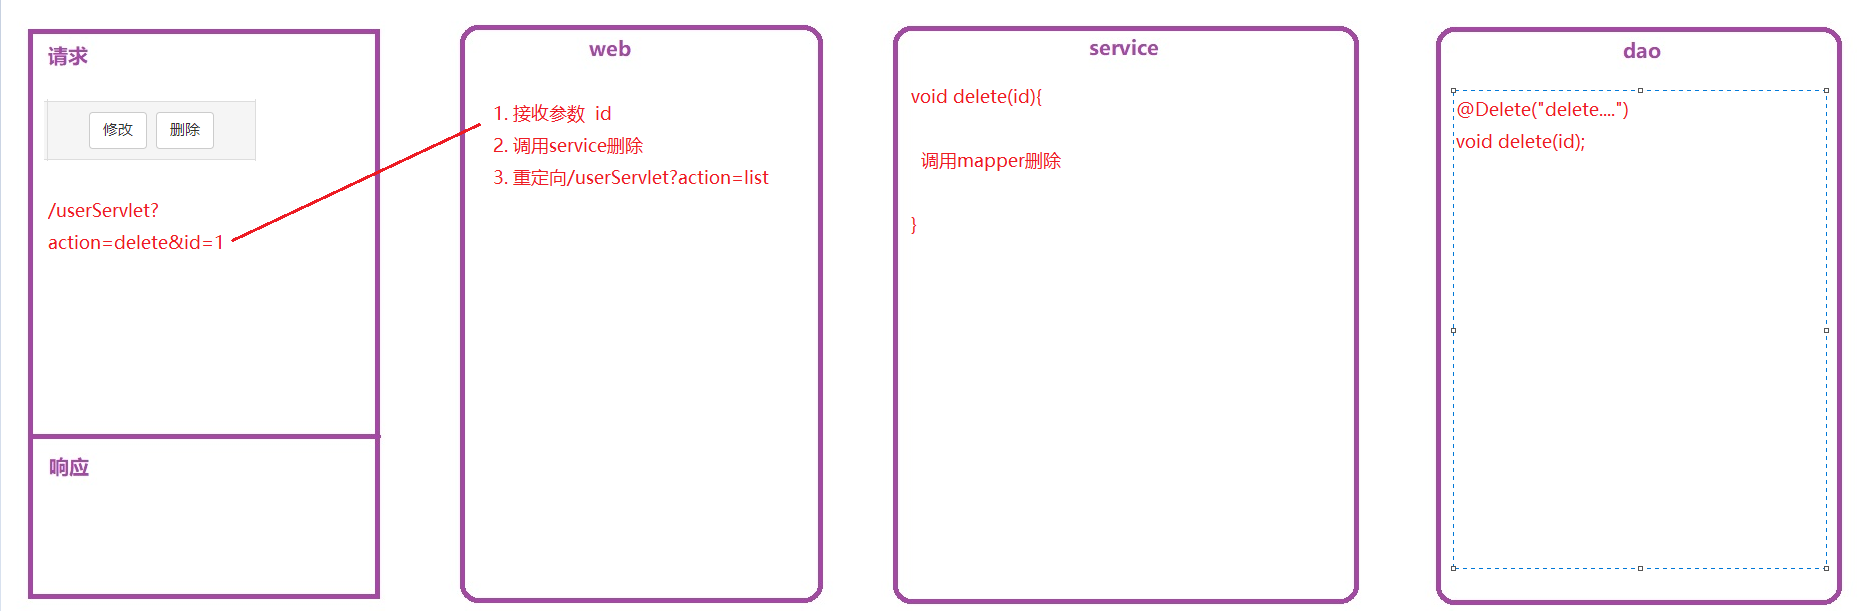 请求
修改 删除
/userServlet?
action=delete&id=1
响应
web
1. 接收参数 id
2. 调用service删除
3. 重定向/userServlet?action=list
service
void delete(id){
调用mapper删除
}
dao
@Delete("delete....")
void delete(id);